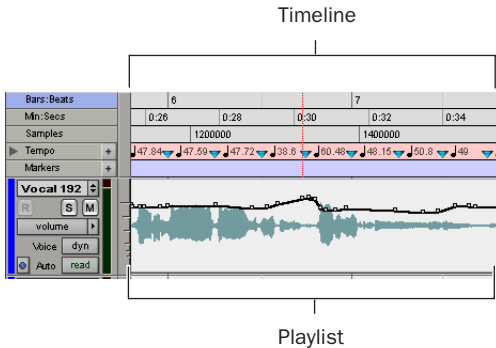 Timeline
Bars:Beats 6 7
Min:Secs 0:26 0:28 0:30 0:32 0:34
Samples 1200000 1400000
Tempo + 47.84 47.59 47.72 38.6 60.48 48.15 50.8 49
Markers +
Vocal 192
R S M
volume
Voice dyn
Auto read
Playlist